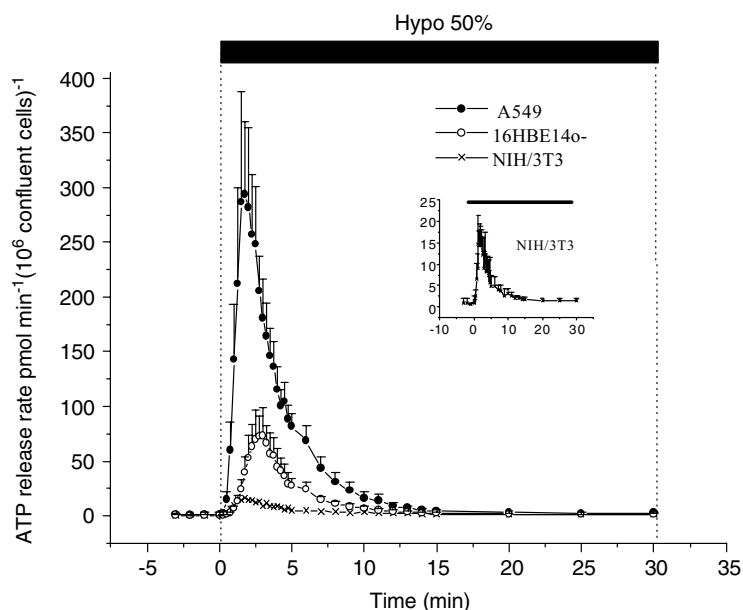 Hypo 50%
ATP release rate pmol min⁻¹(10⁶ confluent cells)⁻¹
400
350
300
250
200
150
100
50
0
A549
16HBE14o-
NIH/3T3
25
20
15
10
5
0
NIH/3T3
-10 0 10 20 30
-5 0 5 10 15 20 25 30 35
Time (min)